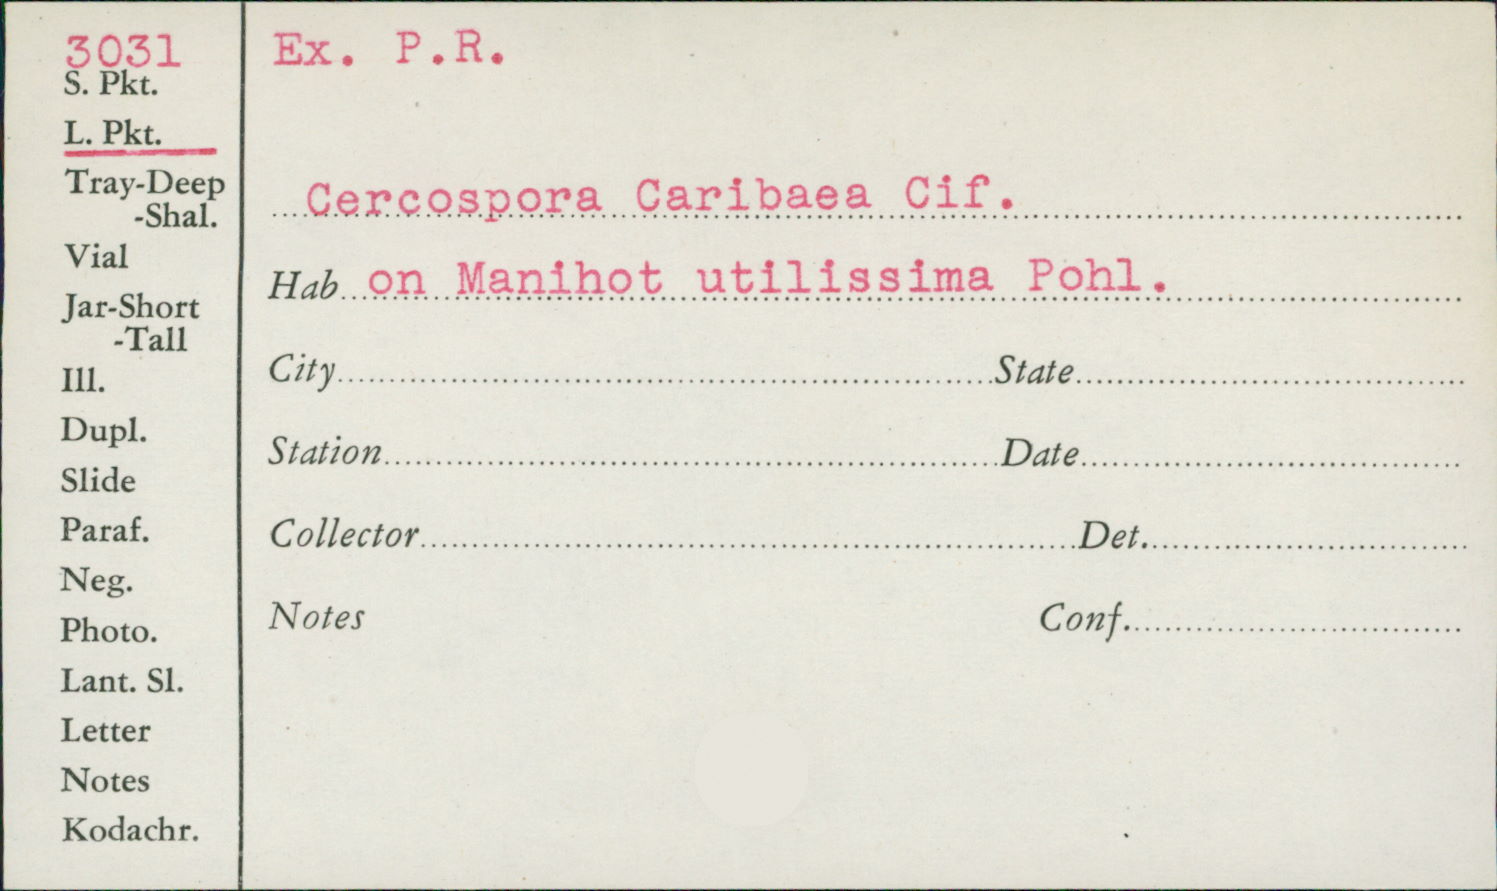 3031
S. Pkt.
L. Pkt.
Tray-Deep
-Shal.
Vial
Jar-Short
-Tall
Ill.
Dupl.
Slide
Paraf.
Neg.
Photo.
Lant. Sl.
Letter
Notes
Kodachr.
Ex. P.R.
Cercospora Caribaea Cif.
Hab on Manihot utilissima Pohl.
City State
Station Date
Collector Det.
Notes Conf.